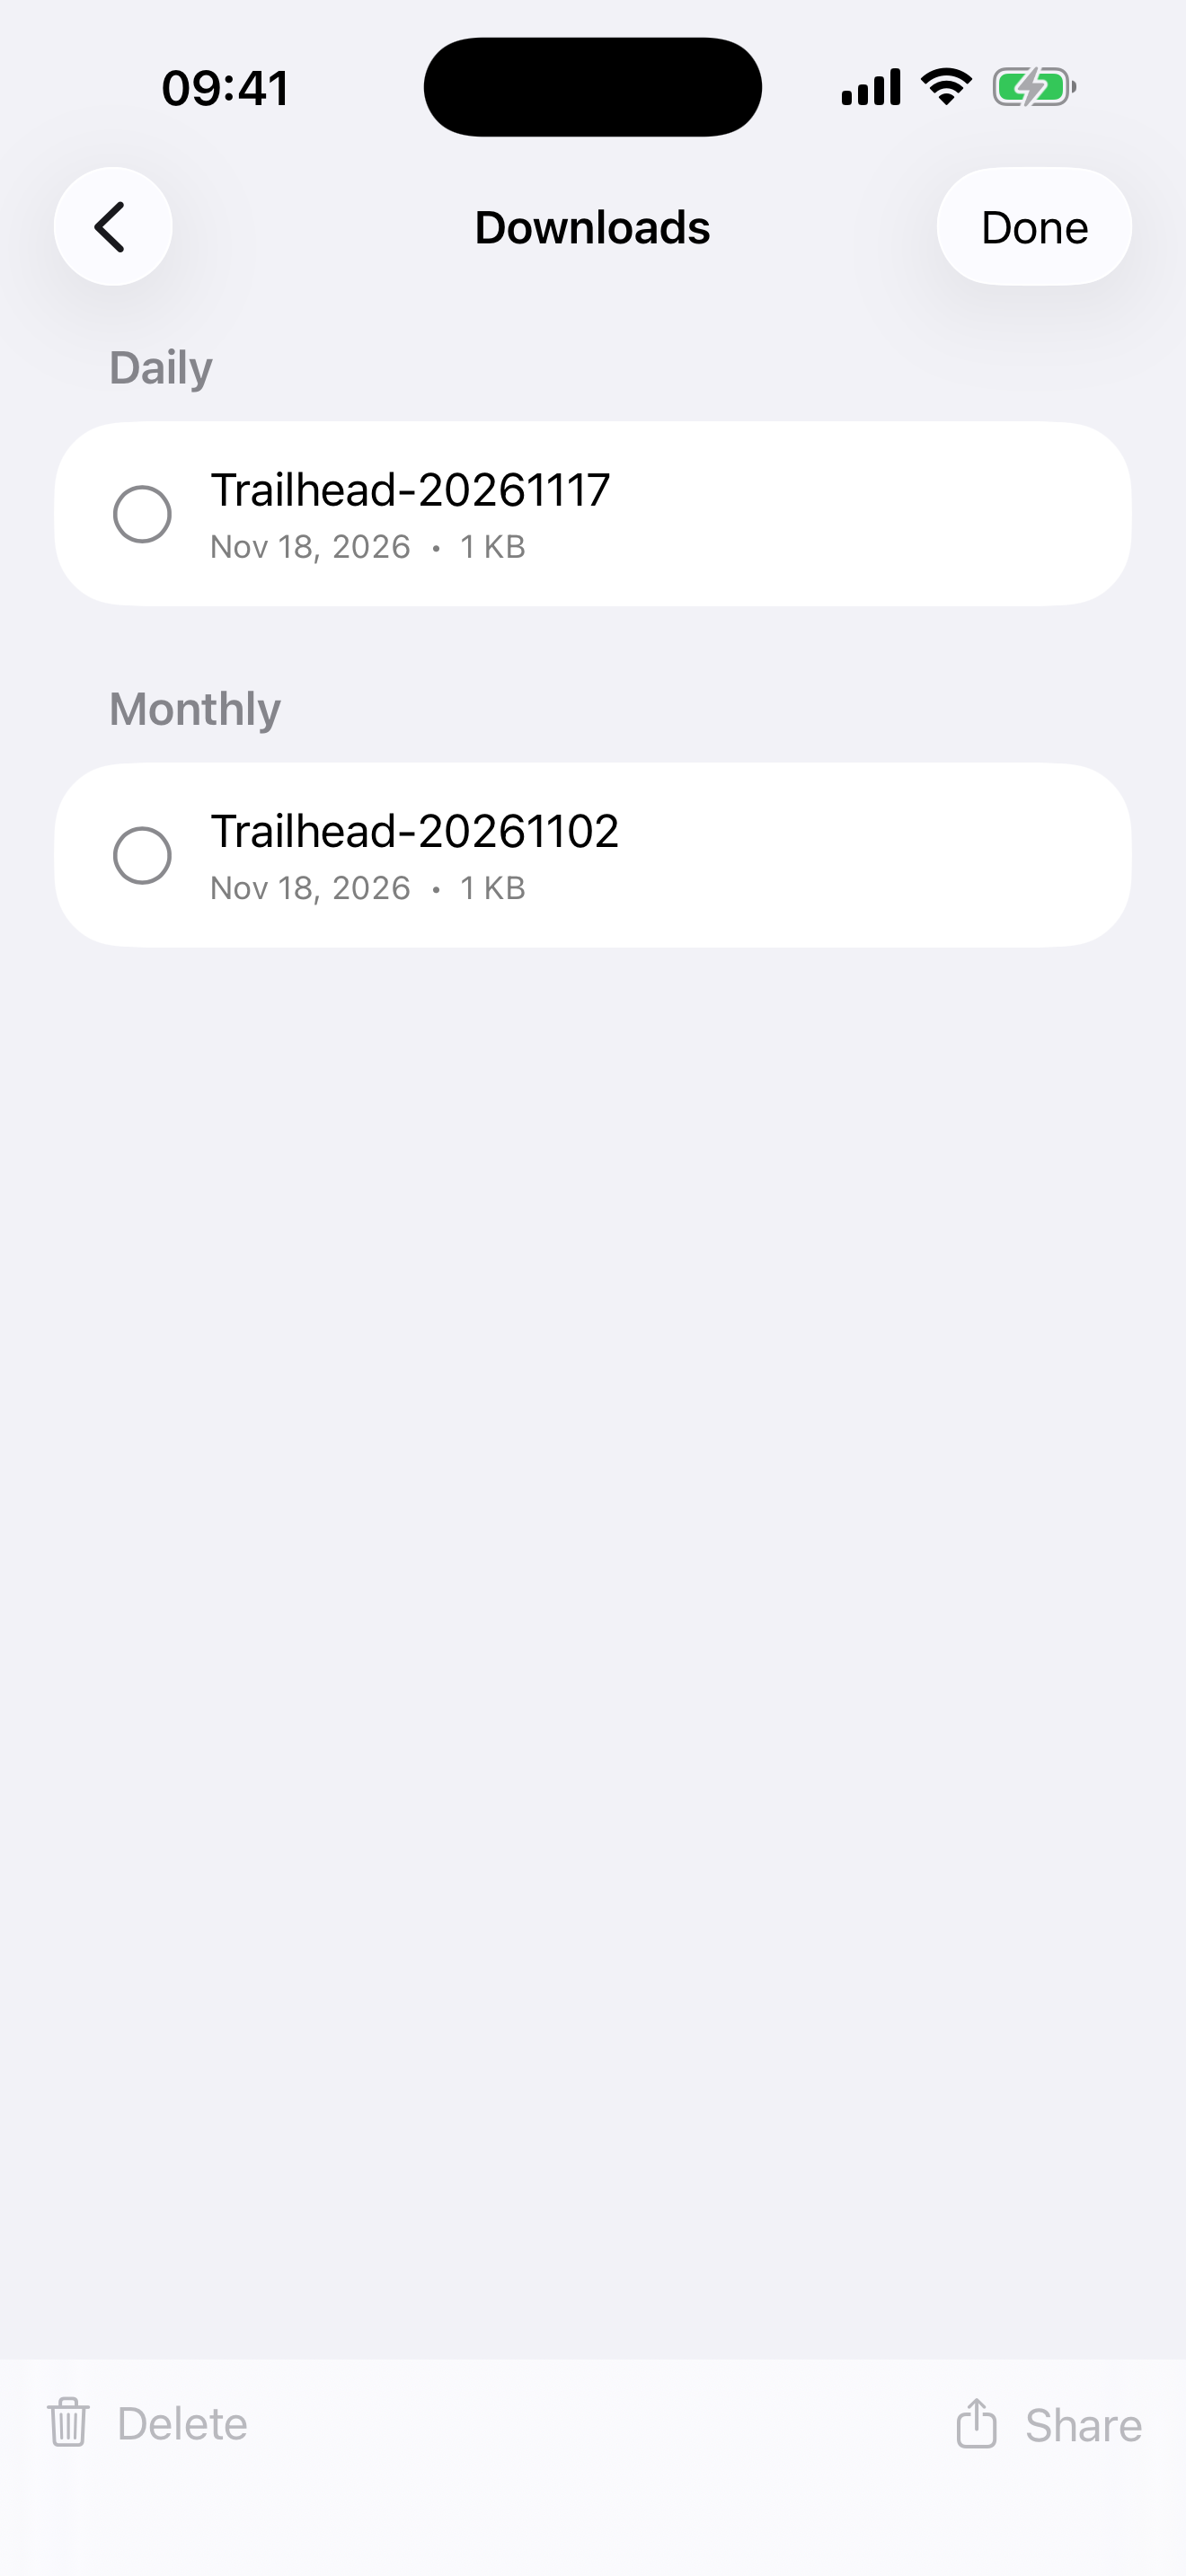 09:41
Downloads
Done
Daily
Trailhead-20261117
Nov 18, 2026 • 1 KB
Monthly
Trailhead-20261102
Nov 18, 2026 • 1 KB
Delete
Share